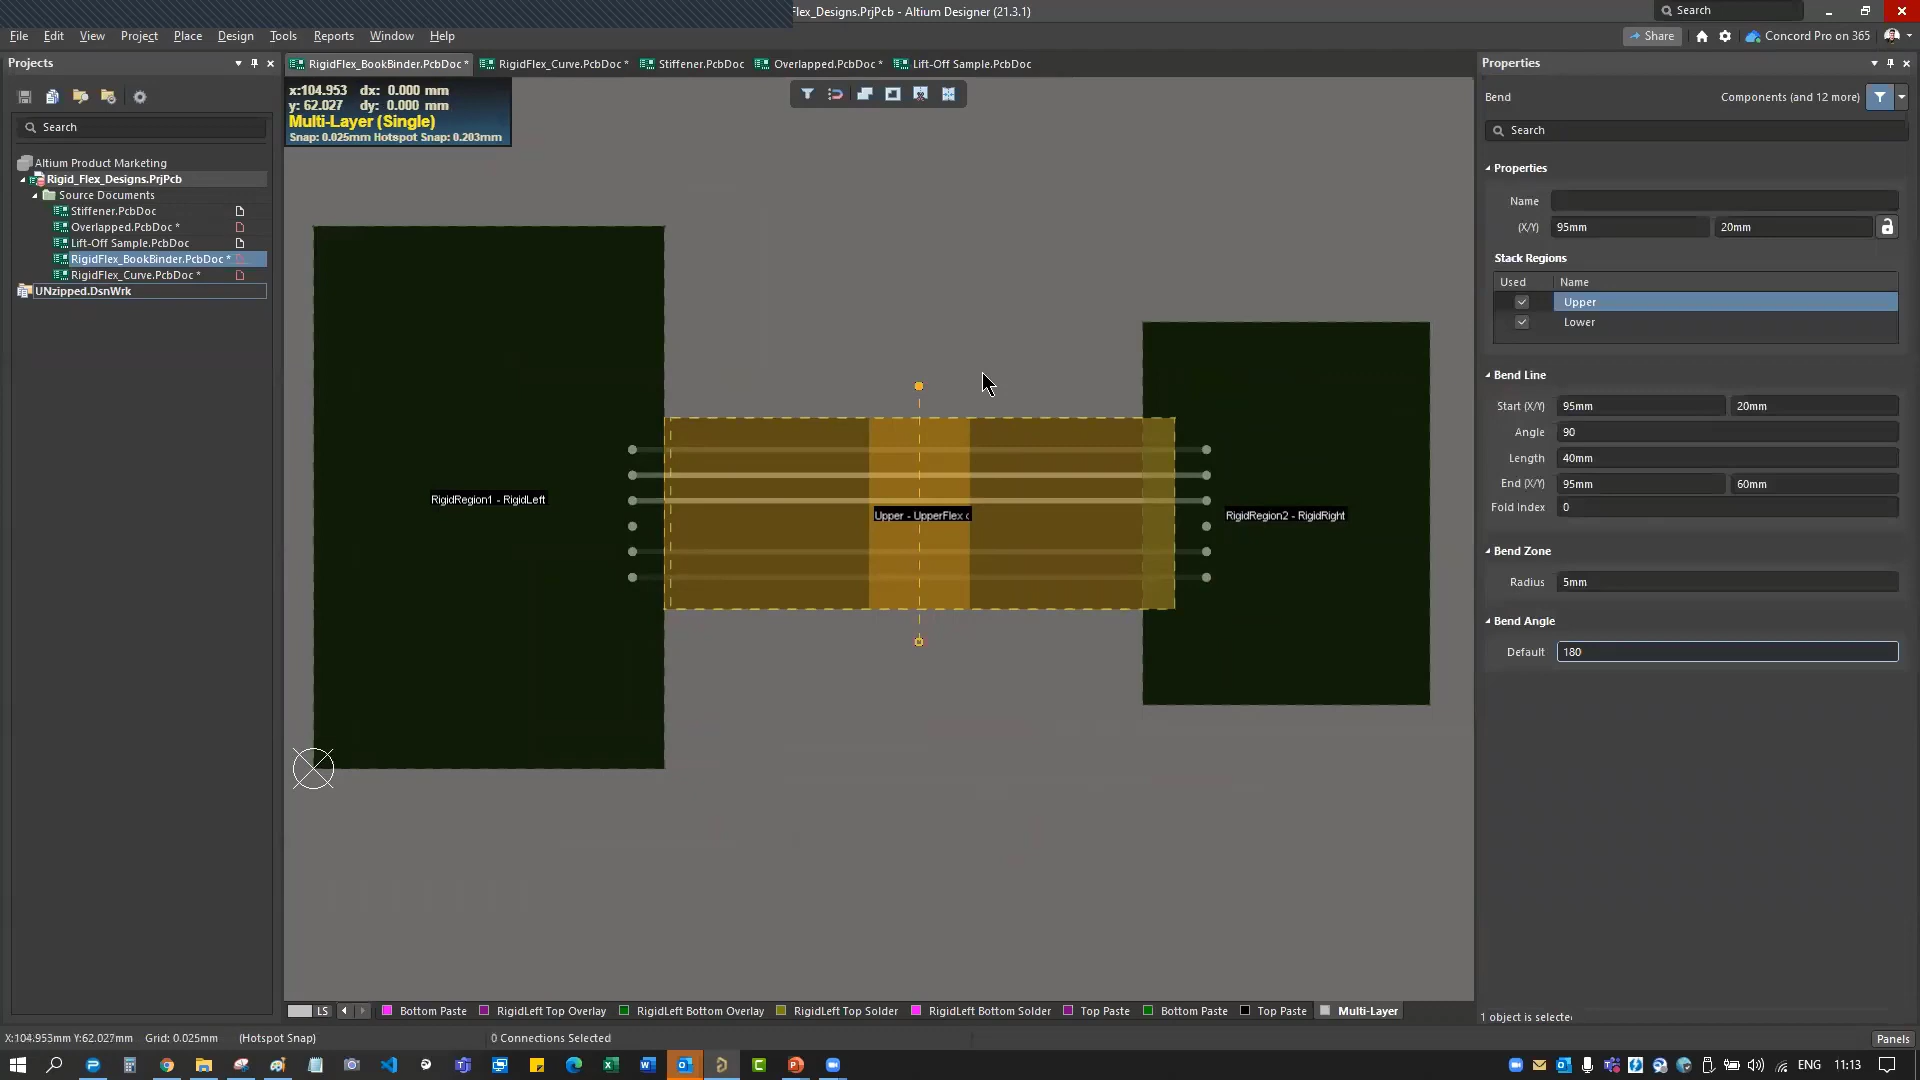 Flex_Designs.PrjPcb - Altium Designer (21.3.1)
Search
File Edit View Project Place Design Tools Reports Window Help
Share
Concord Pro on 365
Projects
RigidFlex_BookBinder.PcbDoc *
RigidFlex_Curve.PcbDoc *
Stiffener.PcbDoc
Overlapped.PcbDoc *
Lift-Off Sample.PcbDoc
Properties
x:104.953 dx: 0.000 mm
y: 62.027 dy: 0.000 mm
Multi-Layer (Single)
Snap: 0.025mm Hotspot Snap: 0.203mm
Bend
Components (and 12 more)
Search
Search
Altium Product Marketing
Rigid_Flex_Designs.PrjPcb
Source Documents
Stiffener.PcbDoc
Overlapped.PcbDoc *
Lift-Off Sample.PcbDoc
RigidFlex_BookBinder.PcbDoc *
RigidFlex_Curve.PcbDoc *
UNzipped.DsnWrk
RigidRegion1 - RigidLeft
Upper - UpperFlex
RigidRegion2 - RigidRight
Properties
Name
(X/Y) 95mm 20mm
Stack Regions
Used Name
Upper
Lower
Bend Line
Start (X/Y) 95mm 20mm
Angle 90
Length 40mm
End (X/Y) 95mm 60mm
Fold Index 0
Bend Zone
Radius 5mm
Bend Angle
Default 180
1 object is selecte
LS
Bottom Paste
RigidLeft Top Overlay
RigidLeft Bottom Overlay
RigidLeft Top Solder
RigidLeft Bottom Solder
Top Paste
Bottom Paste
Top Paste
Multi-Layer
X:104.953mm Y:62.027mm Grid: 0.025mm (Hotspot Snap)
0 Connections Selected
Panels
ENG 11:13